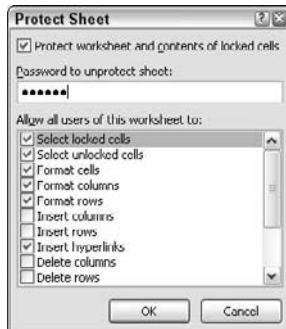 Protect Sheet
Protect worksheet and contents of locked cells
Password to unprotect sheet:
●●●●●●
Allow all users of this worksheet to:
Select locked cells
Select unlocked cells
Format cells
Format columns
Format rows
Insert columns
Insert rows
Insert hyperlinks
Delete columns
Delete rows
OK Cancel